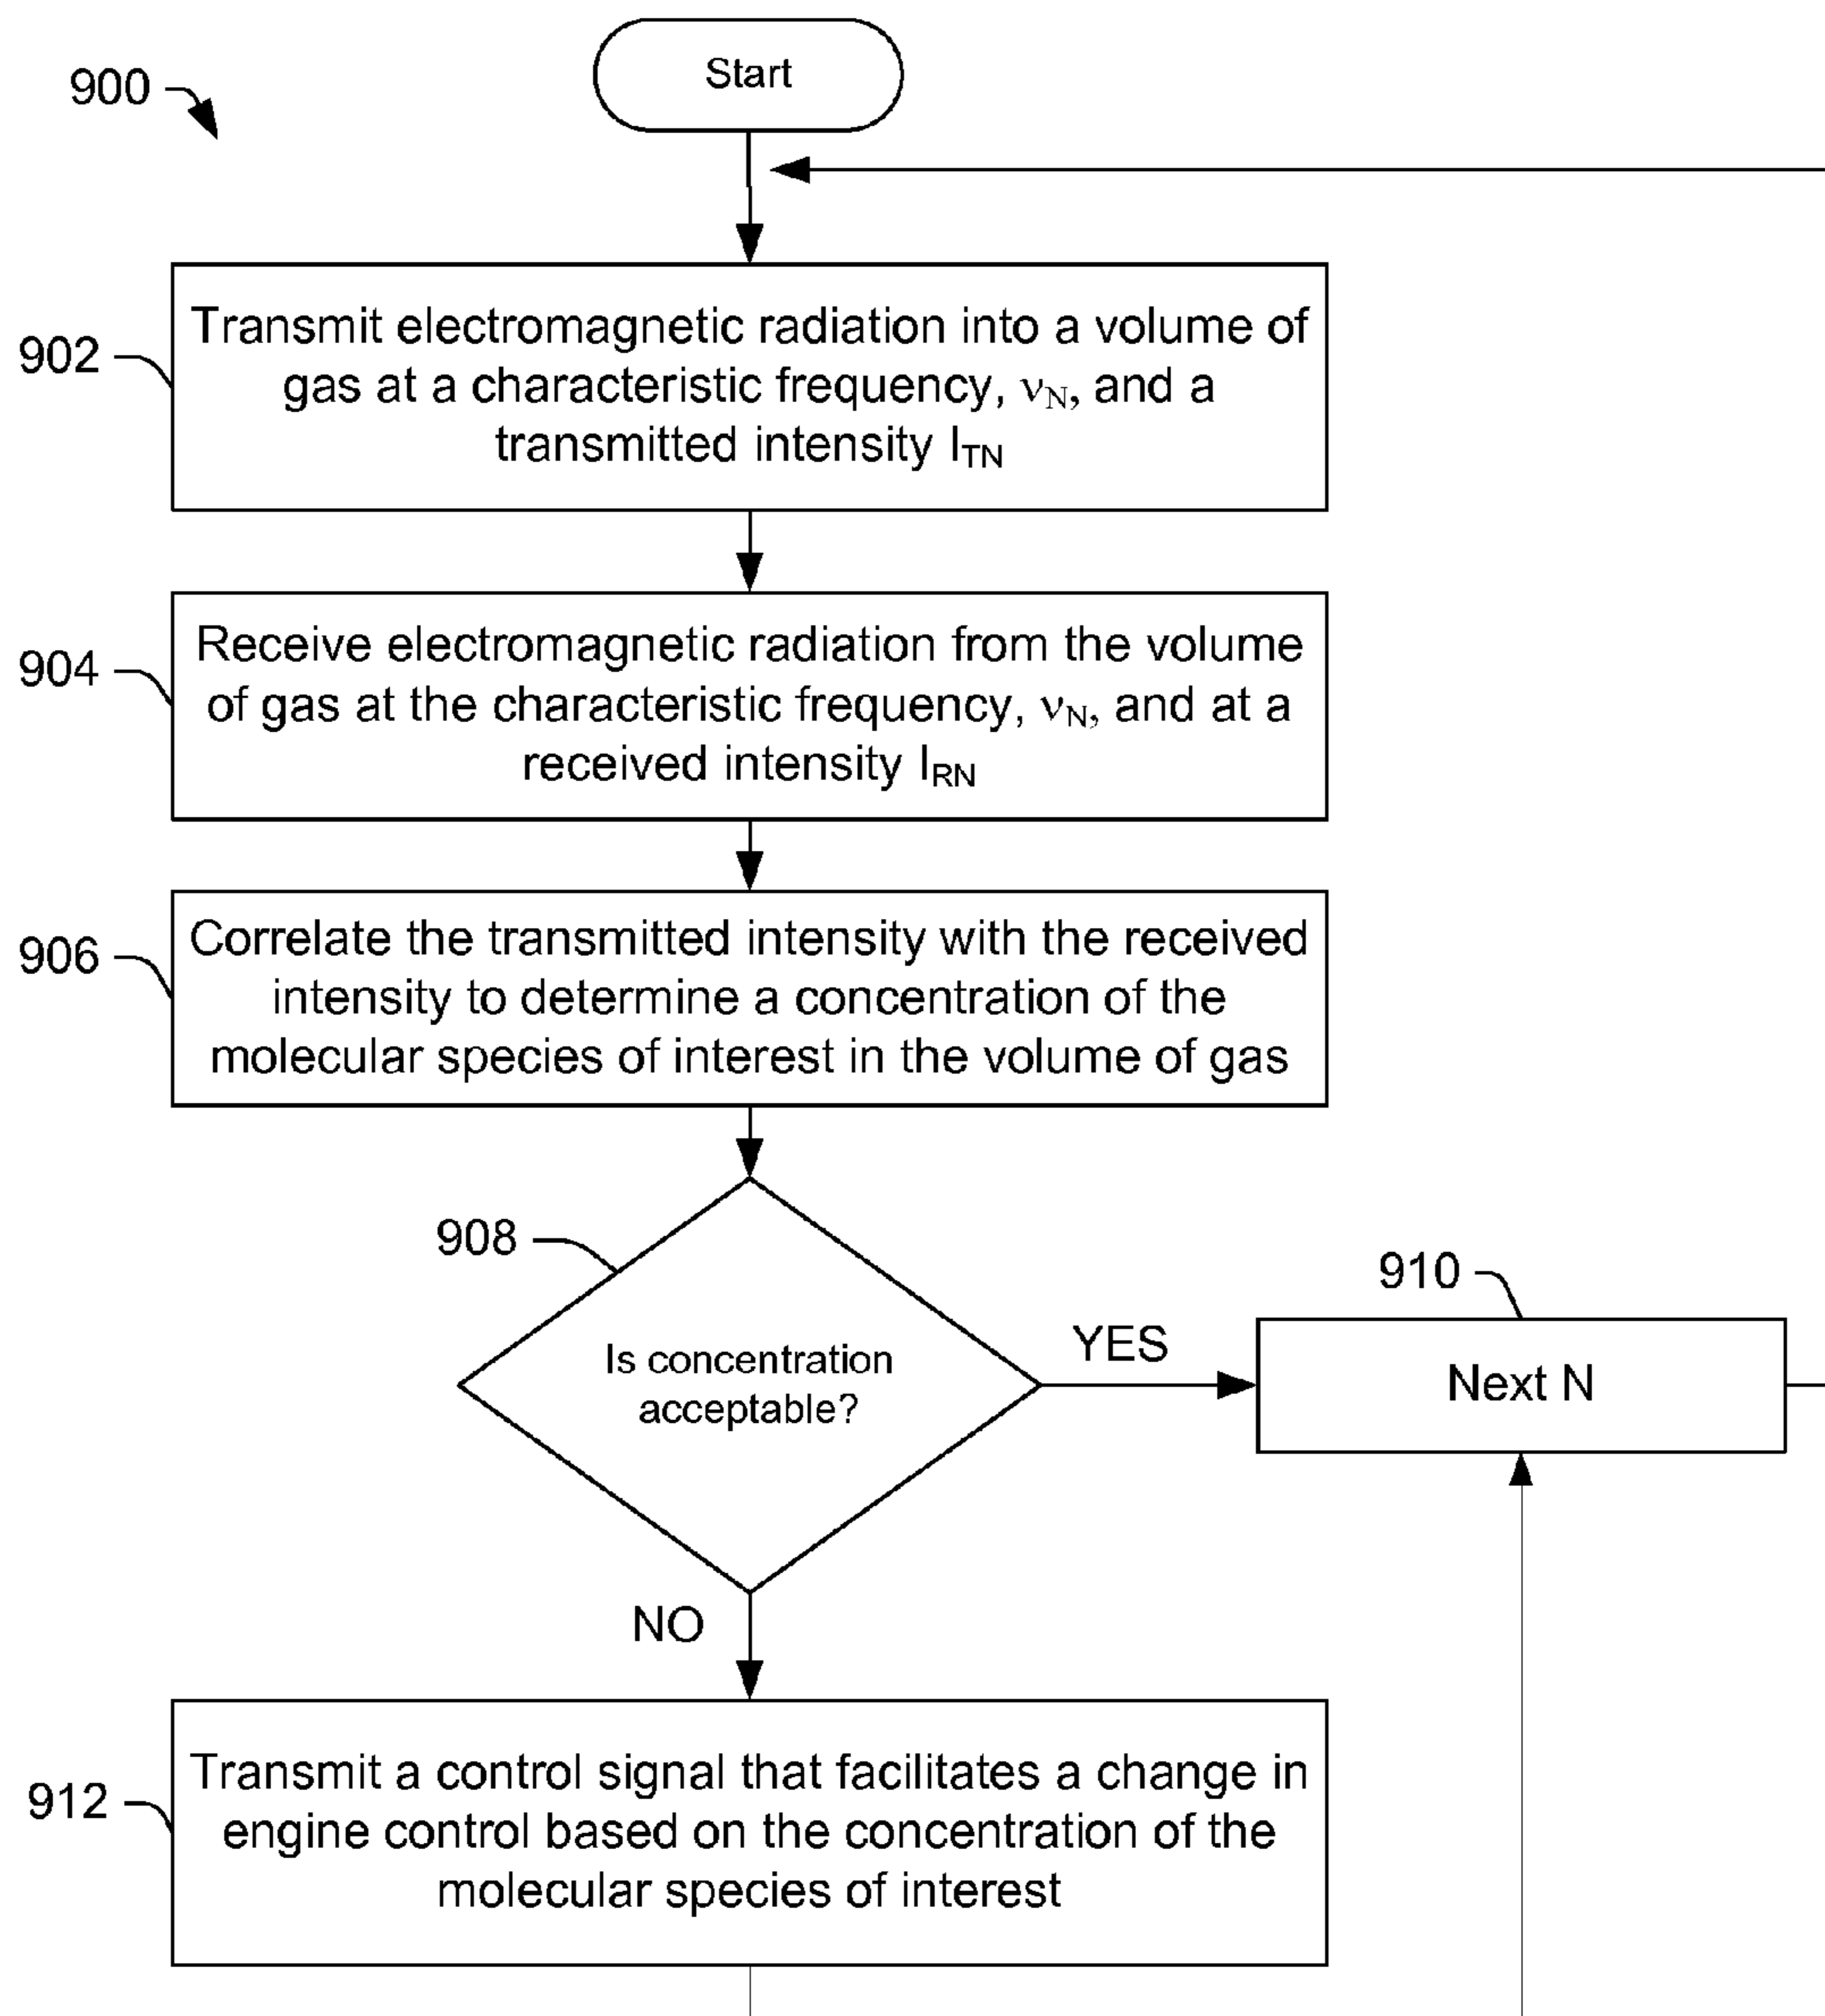 Start
900
902
Transmit electromagnetic radiation into a volume of
gas at a characteristic frequency, νN, and a
transmitted intensity ITN
904
Receive electromagnetic radiation from the volume
of gas at the characteristic frequency, νN, and at a
received intensity IRN
906
Correlate the transmitted intensity with the received
intensity to determine a concentration of the
molecular species of interest in the volume of gas
908
Is concentration
acceptable?
YES
910
Next N
NO
912
Transmit a control signal that facilitates a change in
engine control based on the concentration of the
molecular species of interest